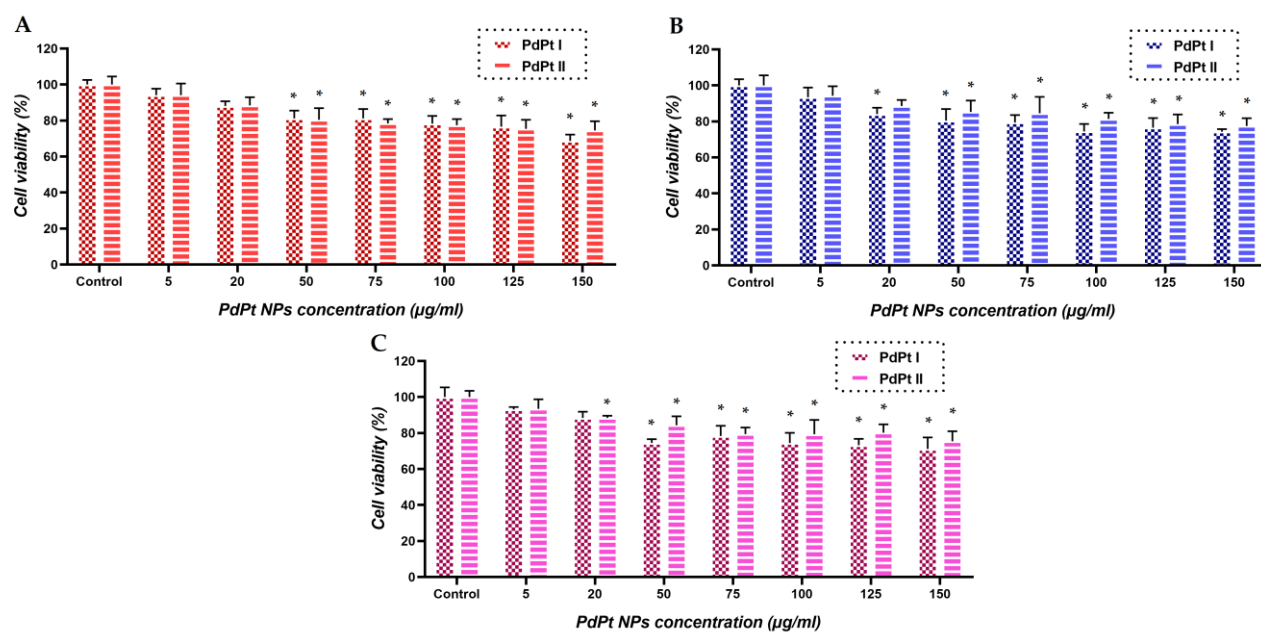 A
PdPt I
PdPt II
120
100
80
60
40
20
0
Cell viability (%)
* * * * * * * * * *
Control 5 20 50 75 100 125 150
PdPt NPs concentration (µg/ml)
B
PdPt I
PdPt II
120
100
80
60
40
20
0
Cell viability (%)
* * * * * * * * * * *
Control 5 20 50 75 100 125 150
PdPt NPs concentration (µg/ml)
C
PdPt I
PdPt II
120
100
80
60
40
20
0
Cell viability (%)
* * * * * * * * * * *
Control 5 20 50 75 100 125 150
PdPt NPs concentration (µg/ml)